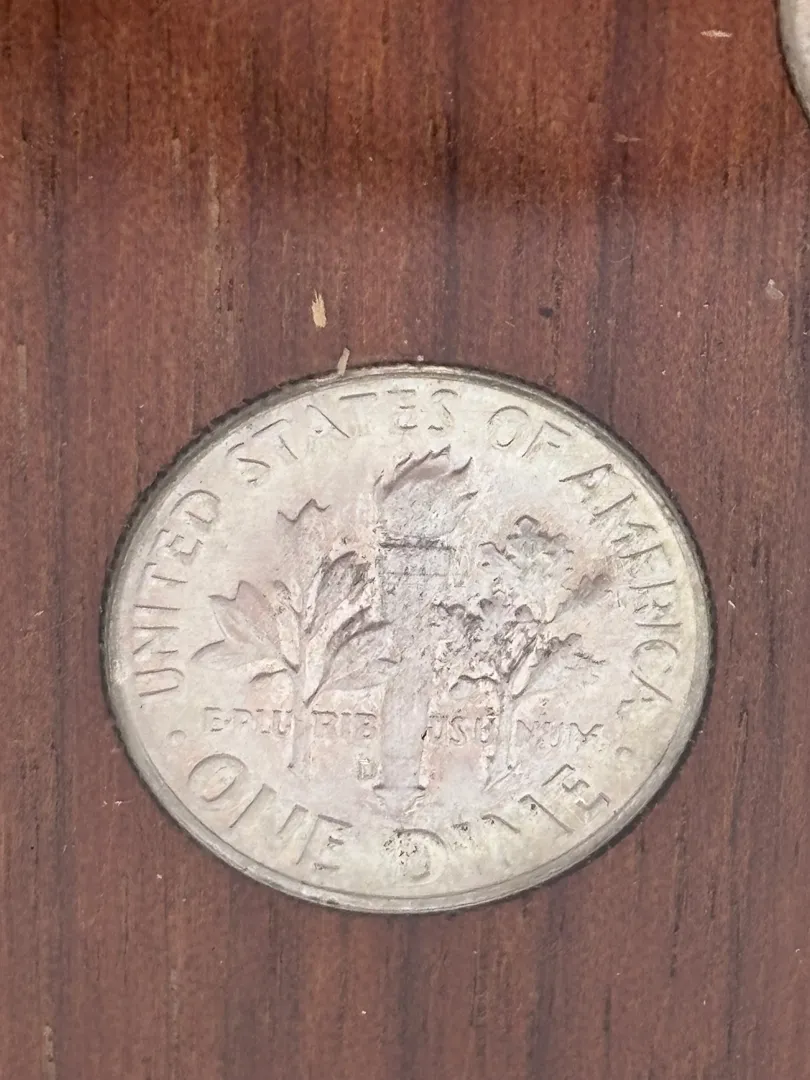 UNITED STATES OF AMERICA
E PLURIBUS UNUM
D
· ONE DIME ·